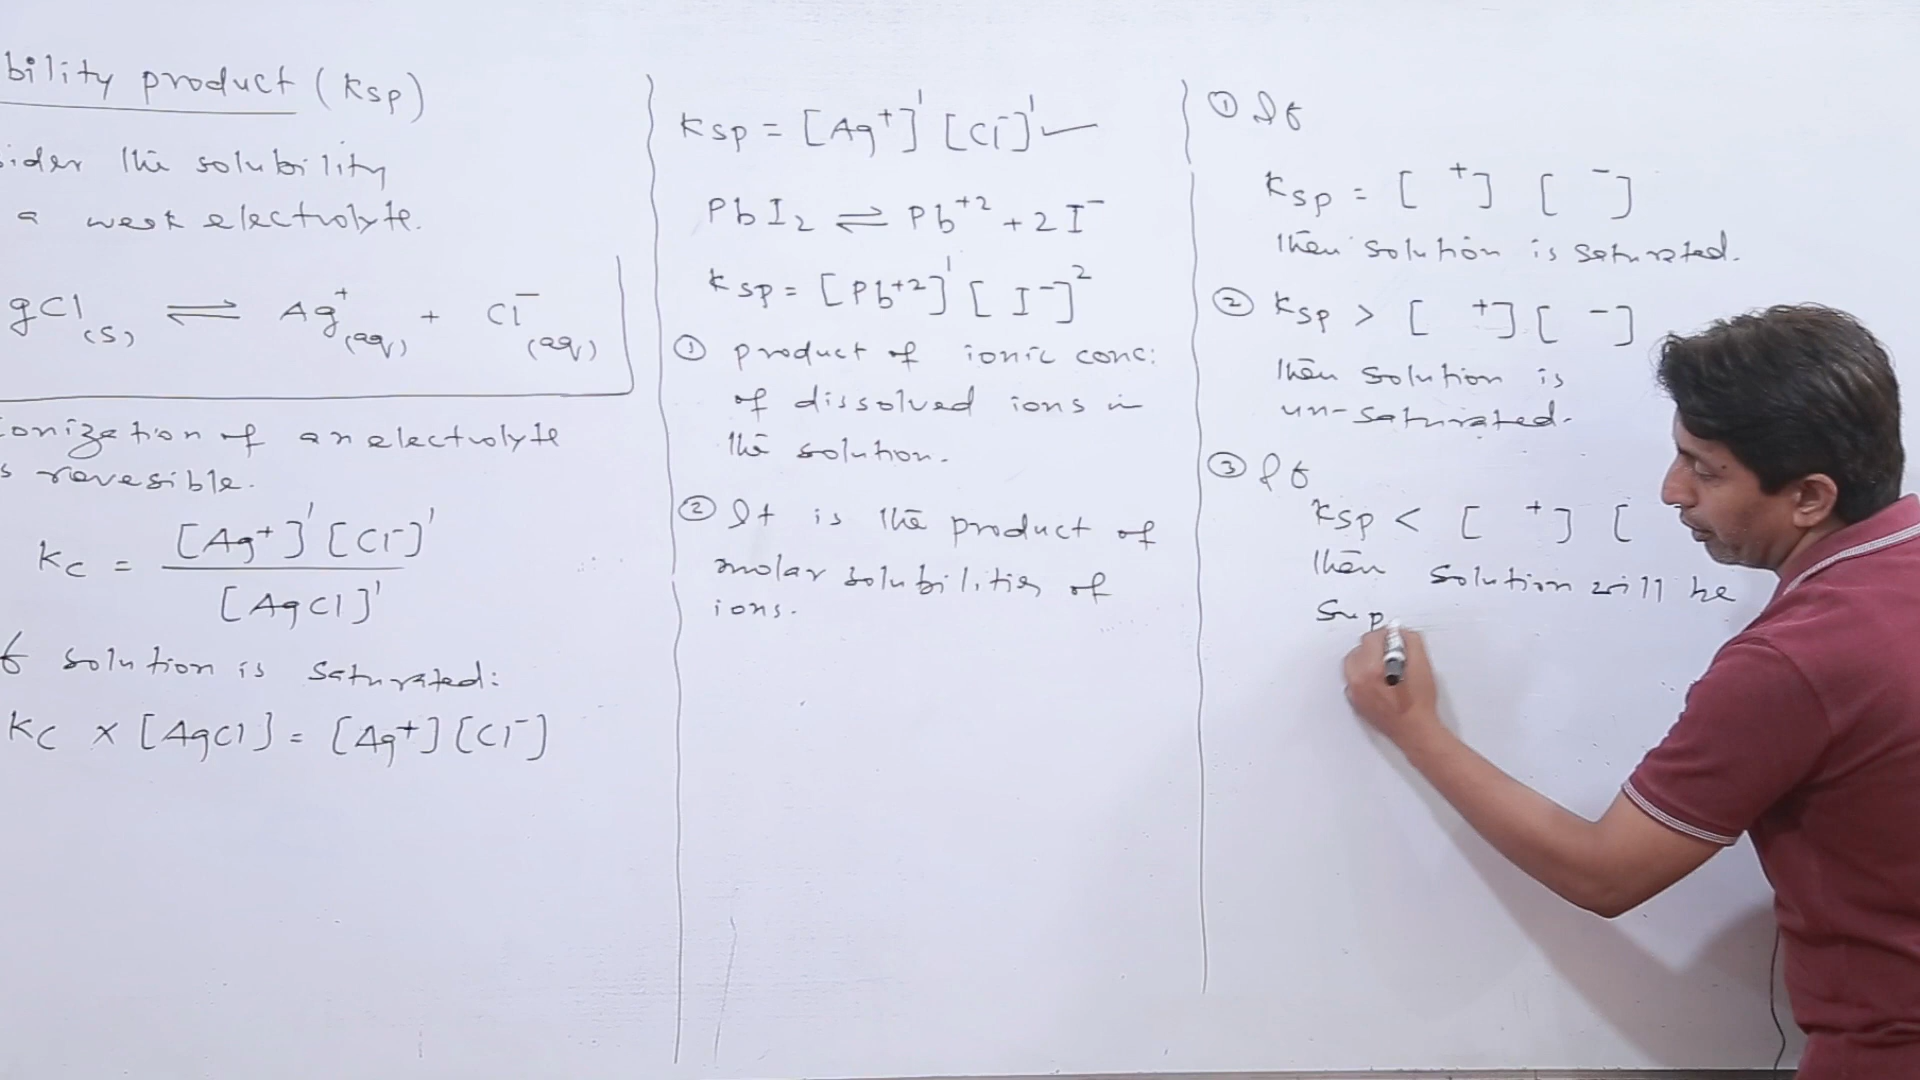 bility product (Ksp)
ider the solubility
a weak electrolyte.
gCl(s) ⇌ Ag⁺(aq) + Cl⁻(aq)
onization of an electrolyte
s revesible.
Kc = [Ag⁺]¹ [Cl⁻]¹ / [AgCl]¹
f solution is saturated:
Kc × [AgCl] = [Ag⁺] [Cl⁻]
Ksp = [Ag⁺]¹ [Cl⁻]¹ ✓
PbI₂ ⇌ Pb⁺² + 2I⁻
Ksp = [Pb⁺²]¹ [I⁻]²
① product of ionic conc:
of dissolved ions in
the solution.
② It is the product of
molar solubilities of
ions.
① If
Ksp = [ ⁺] [ ⁻]
then solution is saturated.
② Ksp > [ ⁺] [ ⁻]
then solution is
un-saturated.
③ If
Ksp < [ ⁺] [
then solution will be
Sup